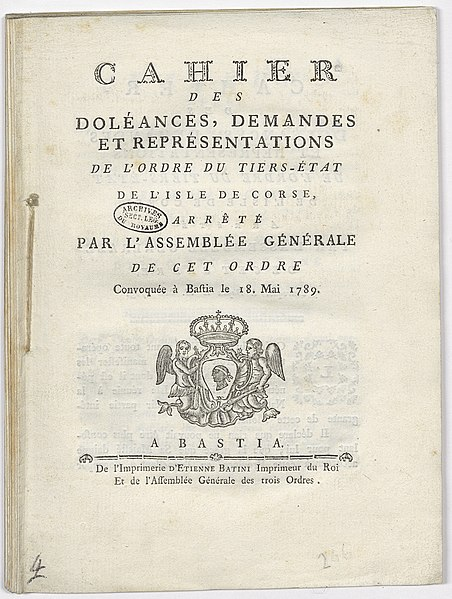 CAHIER
DES
DOLÉANCES, DEMANDES
ET REPRÉSENTATIONS
DE L'ORDRE DU TIERS-ÉTAT
DE L'ISLE DE CORSE,
ARCHIVES
SECT. LEG.
DU ROYAUME
ARRÊTÉ
PAR L'ASSEMBLÉE GÉNÉRALE
DE CET ORDRE
Convoquée à Baſtia le 18. Mai 1789.
A BASTIA.
De l'Imprimerie D'ETIENNE BATINI Imprimeur du Roi
Et de l'Aſſemblée Générale des trois Ordres.
4
246